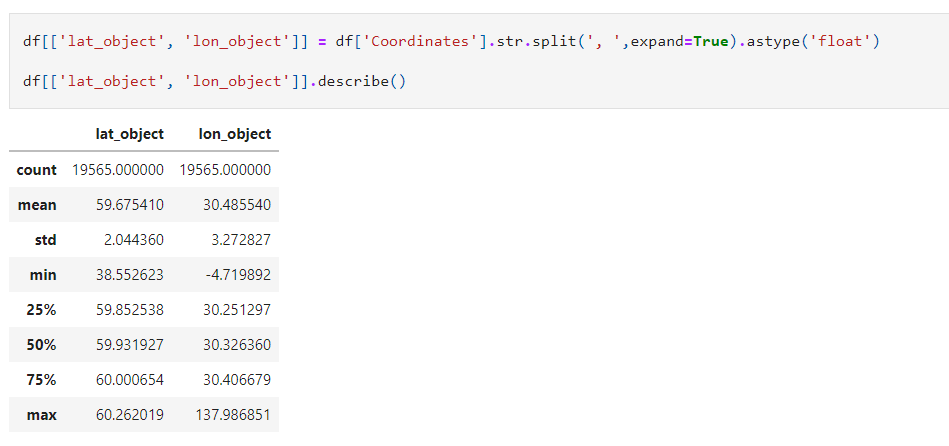 df[['lat_object', 'lon_object']] = df['Coordinates'].str.split(', ',expand=True).astype('float')
df[['lat_object', 'lon_object']].describe()
lat_object lon_object
count 19565.000000 19565.000000
mean 59.675410 30.485540
std 2.044360 3.272827
min 38.552623 -4.719892
25% 59.852538 30.251297
50% 59.931927 30.326360
75% 60.000654 30.406679
max 60.262019 137.986851